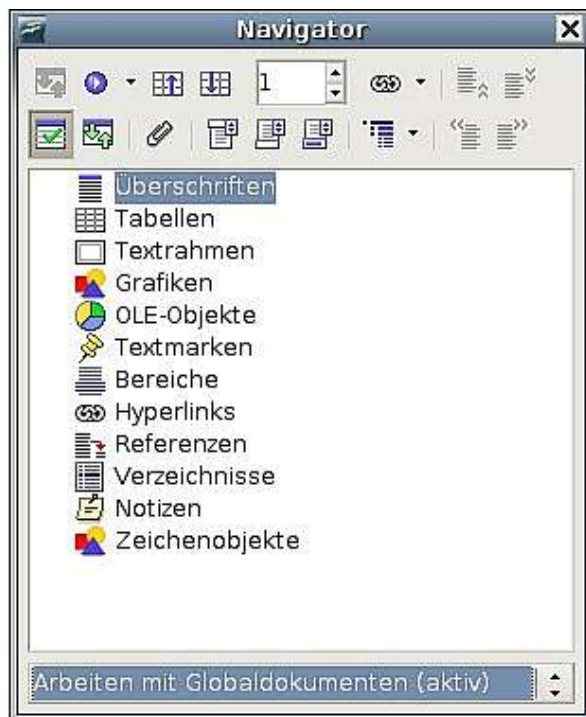 Navigator
1
Überschriften
Tabellen
Textrahmen
Grafiken
OLE-Objekte
Textmarken
Bereiche
Hyperlinks
Referenzen
Verzeichnisse
Notizen
Zeichenobjekte
Arbeiten mit Globaldokumenten (aktiv)